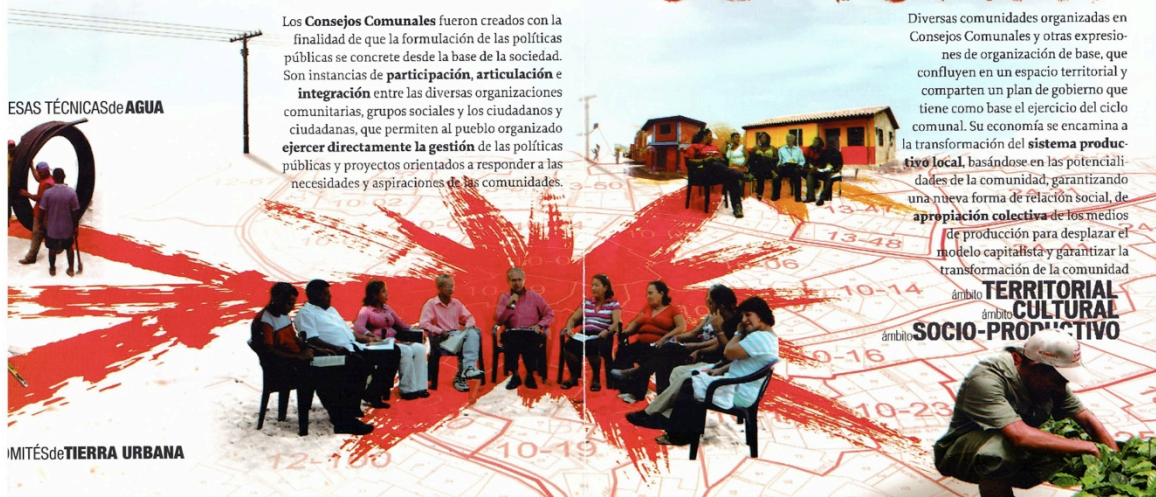 Los Consejos Comunales fueron creados con la
finalidad de que la formulación de las políticas
públicas se concrete desde la base de la sociedad.
Son instancias de participación, articulación e
integración entre las diversas organizaciones
comunitarias, grupos sociales y los ciudadanos y
ciudadanas, que permiten al pueblo organizado
ejercer directamente la gestión de las políticas
públicas y proyectos orientados a responder a las
necesidades y aspiraciones de las comunidades.
ESAS TÉCNICASdeAGUA
OMITÉSdeTIERRA URBANA
Diversas comunidades organizadas en
Consejos Comunales y otras expresio-
nes de organización de base, que
confluyen en un espacio territorial y
comparten un plan de gobierno que
tiene como base el ejercicio del ciclo
comunal. Su economía se encamina a
la transformación del sistema produc-
tivo local, basándose en las potenciali-
dades de la comunidad, garantizando
una nueva forma de relación social, de
apropiación colectiva de los medios
de producción para desplazar el
modelo capitalista y garantizar la
transformación de la comunidad
ámbito TERRITORIAL
ámbito CULTURAL
ámbito SOCIO-PRODUCTIVO
10-02
13-47
13-48
10-14
10-16
10-23
10-19
12-100